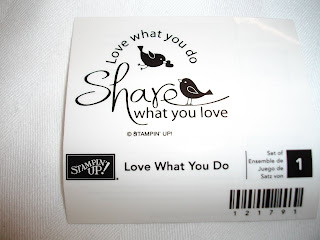 Love what you do
Share
what you love
© STAMPIN' UP!
STAMPIN' UP!
Love What You Do
Set of
Ensemble de
Juego de
Satz von
1
121791